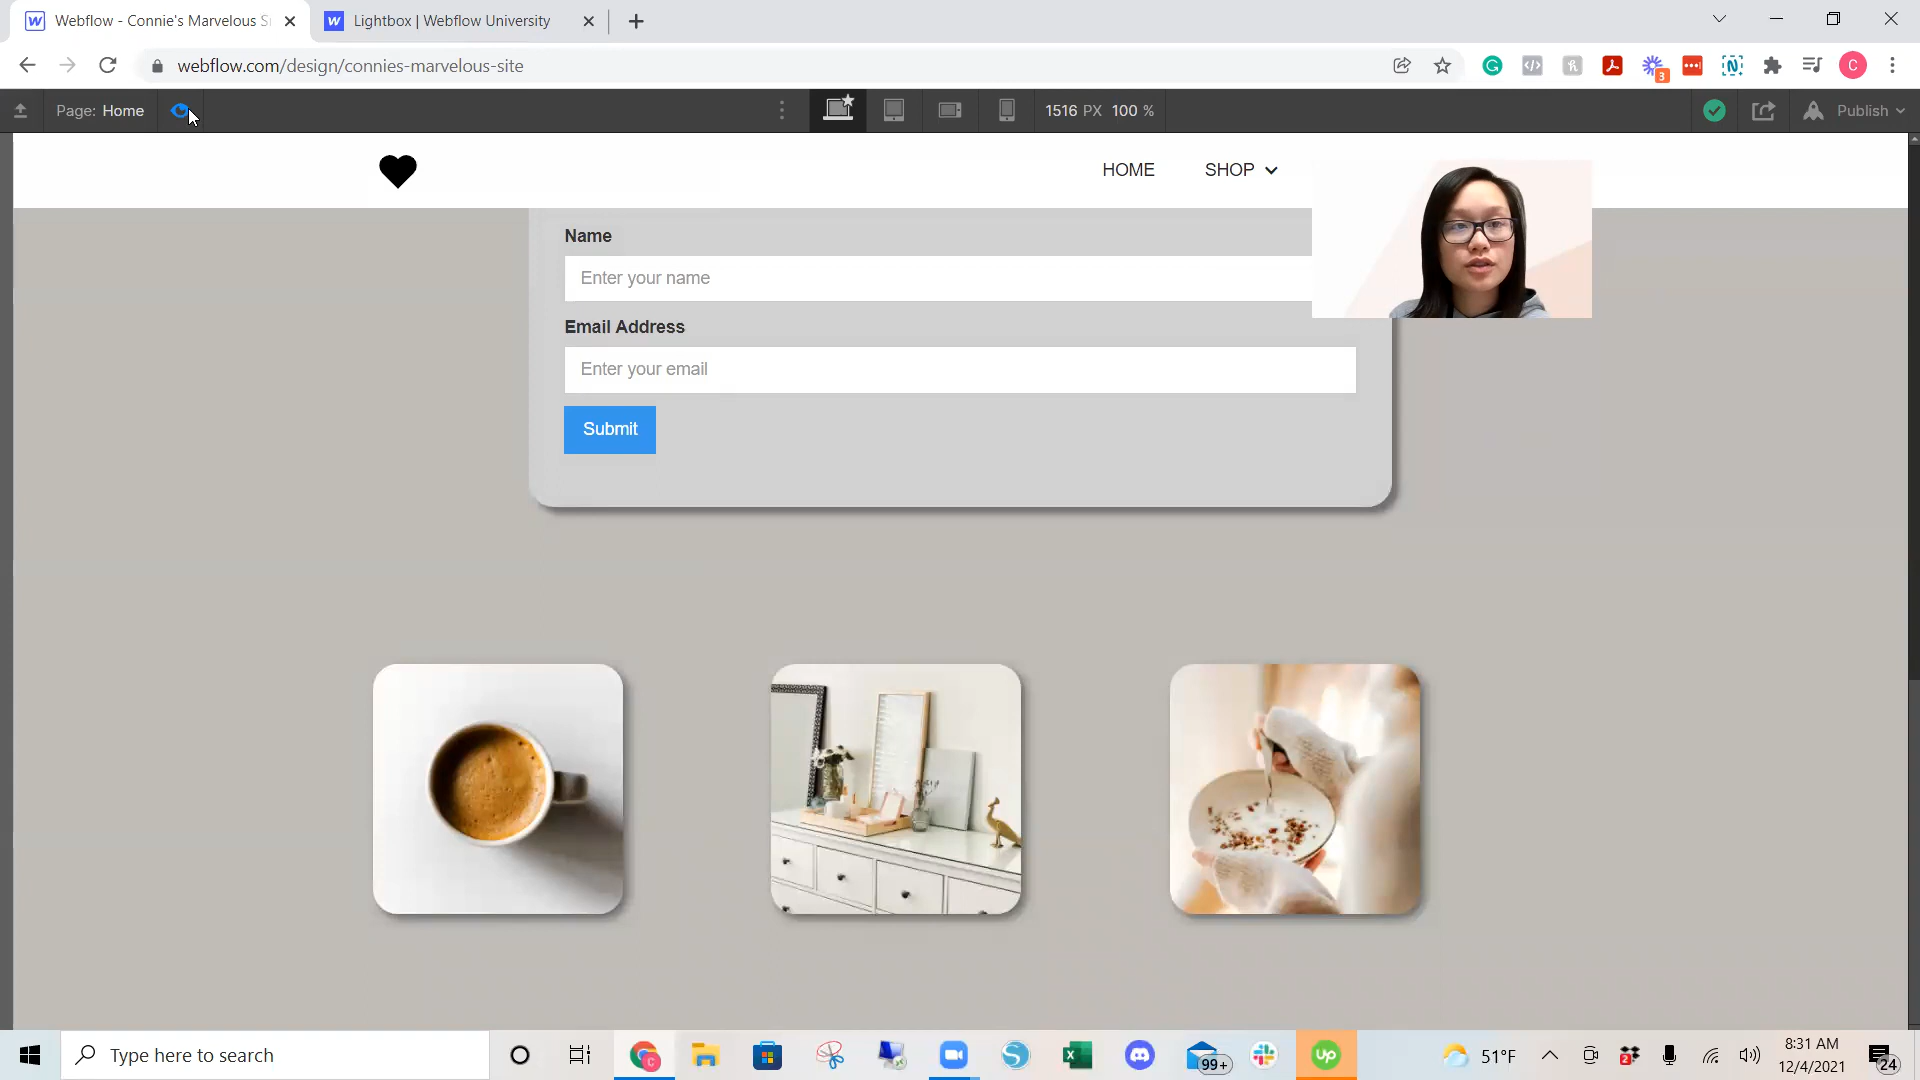 Webflow - Connie's Marvelous S
Lightbox | Webflow University
webflow.com/design/connies-marvelous-site
3
C
Page: Home
1516 PX 100 %
Publish
HOME
SHOP
Name
Enter your name
Email Address
Enter your email
Submit
Type here to search
99+
51°F
2
8:31 AM
12/4/2021
24